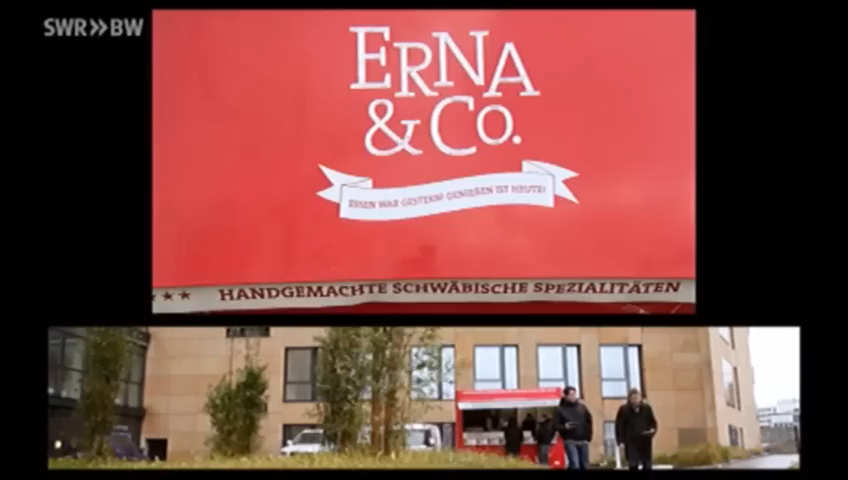 SWR»BW
ERNA
& Co.
ESSEN WAR GESTERN! GENIEßEN IST HEUTE!
HANDGEMACHTE SCHWÄBISCHE SPEZIALITÄTEN